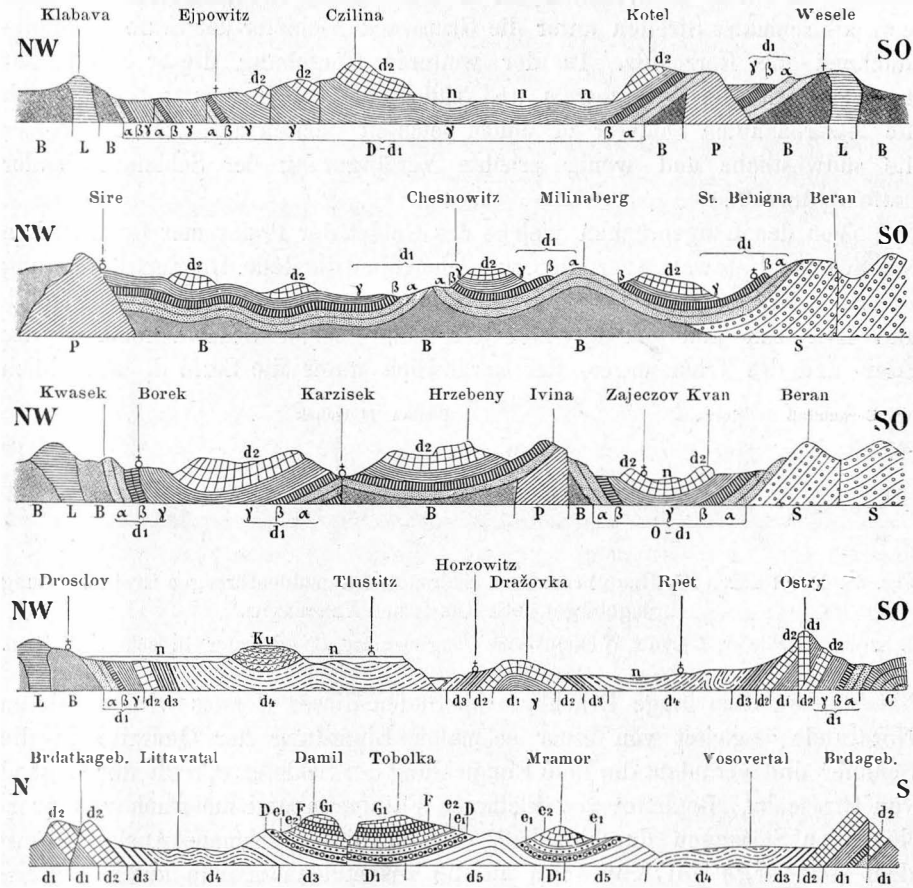 Klabava Ejpowitz Czilina Kotel Wesele
NW SO
d2 d2 d2 d2 d1
γ β α
n n n
B L B αβγ α β γ α β γ γ D-d1 γ β α B P B L B
Sire Chesnowitz Milinaberg St. Benigna Beran
NW SO
d1 d1 d1
d2 d2 γ β α α β γ d2 β β d2 γ β α
P B B B S
Kwasek Borek Karzisek Hrzebeny Ivina Zajeczov Kvan Beran
NW SO
d2 d2 d2 n d2
B L B α β γ γ β α B P B α β γ β α S S
d1 d1 0-d1
Horzowitz
Drosdov Tlustitz Dražovka Rpet Ostry
NW SO
n Ku n n d2 d1 d2
L B α β γ d2 d3 d4 d3 d2 d1 γ d2 d3 d4 d3 d2 d1 d2 γ β α C
d1 d1
Brdatkageb. Littavatal Damil Tobolka Mramor Vosovertal Brdageb.
N S
d2 d2 D e1 e2 F G1 G1 F e2 D e1 e1 e2 e1 d2
d1 d1 d2 d3 d4 d3 D1 d5 D1 d5 d4 d3 d2 d1 d1